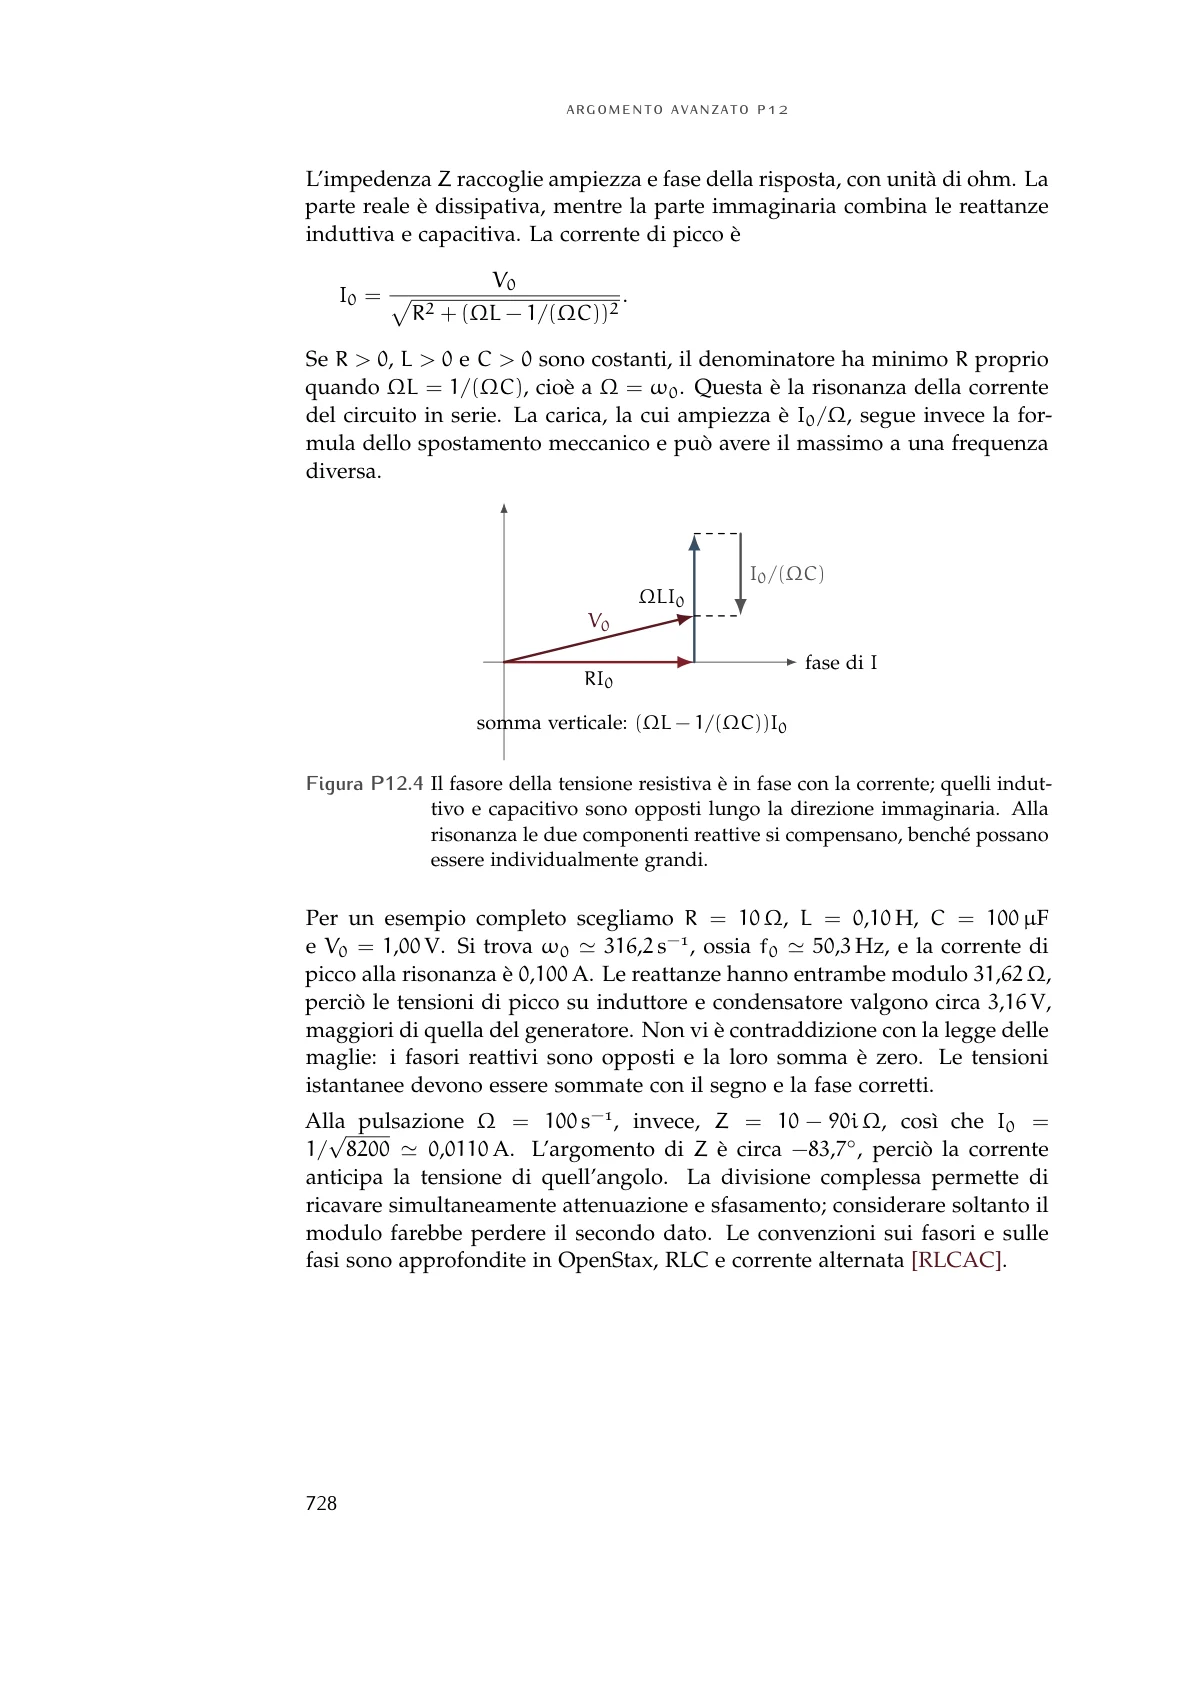 ARGOMENTO AVANZATO P12
L'impedenza Z raccoglie ampiezza e fase della risposta, con unità di ohm. La
parte reale è dissipativa, mentre la parte immaginaria combina le reattanze
induttiva e capacitiva. La corrente di picco è
I₀ = V₀ / √(R² + (ΩL − 1/(ΩC))²).
Se R > 0, L > 0 e C > 0 sono costanti, il denominatore ha minimo R proprio
quando ΩL = 1/(ΩC), cioè a Ω = ω₀. Questa è la risonanza della corrente
del circuito in serie. La carica, la cui ampiezza è I₀/Ω, segue invece la for-
mula dello spostamento meccanico e può avere il massimo a una frequenza
diversa.
I₀/(ΩC)
ΩLI₀
V₀
fase di I
RI₀
somma verticale: (ΩL − 1/(ΩC))I₀
Figura P12.4 Il fasore della tensione resistiva è in fase con la corrente; quelli indut-
tivo e capacitivo sono opposti lungo la direzione immaginaria. Alla
risonanza le due componenti reattive si compensano, benché possano
essere individualmente grandi.
Per un esempio completo scegliamo R = 10 Ω, L = 0,10 H, C = 100 µF
e V₀ = 1,00 V. Si trova ω₀ ≃ 316,2 s⁻¹, ossia f₀ ≃ 50,3 Hz, e la corrente di
picco alla risonanza è 0,100 A. Le reattanze hanno entrambe modulo 31,62 Ω,
perciò le tensioni di picco su induttore e condensatore valgono circa 3,16 V,
maggiori di quella del generatore. Non vi è contraddizione con la legge delle
maglie: i fasori reattivi sono opposti e la loro somma è zero. Le tensioni
istantanee devono essere sommate con il segno e la fase corretti.
Alla pulsazione Ω = 100 s⁻¹, invece, Z = 10 − 90i Ω, così che I₀ =
1/√8200 ≃ 0,0110 A. L'argomento di Z è circa −83,7°, perciò la corrente
anticipa la tensione di quell'angolo. La divisione complessa permette di
ricavare simultaneamente attenuazione e sfasamento; considerare soltanto il
modulo farebbe perdere il secondo dato. Le convenzioni sui fasori e sulle
fasi sono approfondite in OpenStax, RLC e corrente alternata [RLCAC].
728